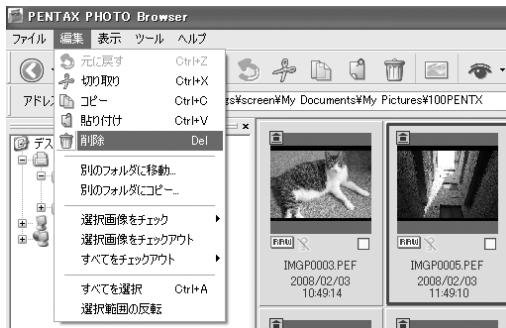 PENTAX PHOTO Browser
ファイル 編集 表示 ツール ヘルプ
元に戻す Ctrl+Z
切り取り Ctrl+X
コピー Ctrl+C
貼り付け Ctrl+V
削除 Del
別のフォルダに移動...
別のフォルダにコピー...
選択画像をチェック
選択画像をチェックアウト
すべてをチェックアウト
すべてを選択 Ctrl+A
選択範囲の反転
アドレ
gs¥screen¥My Documents¥My Pictures¥100PENTX
デス
RAW
IMGP0003.PEF
2008/02/03
10:49:14
RAW
IMGP0005.PEF
2008/02/03
11:49:10